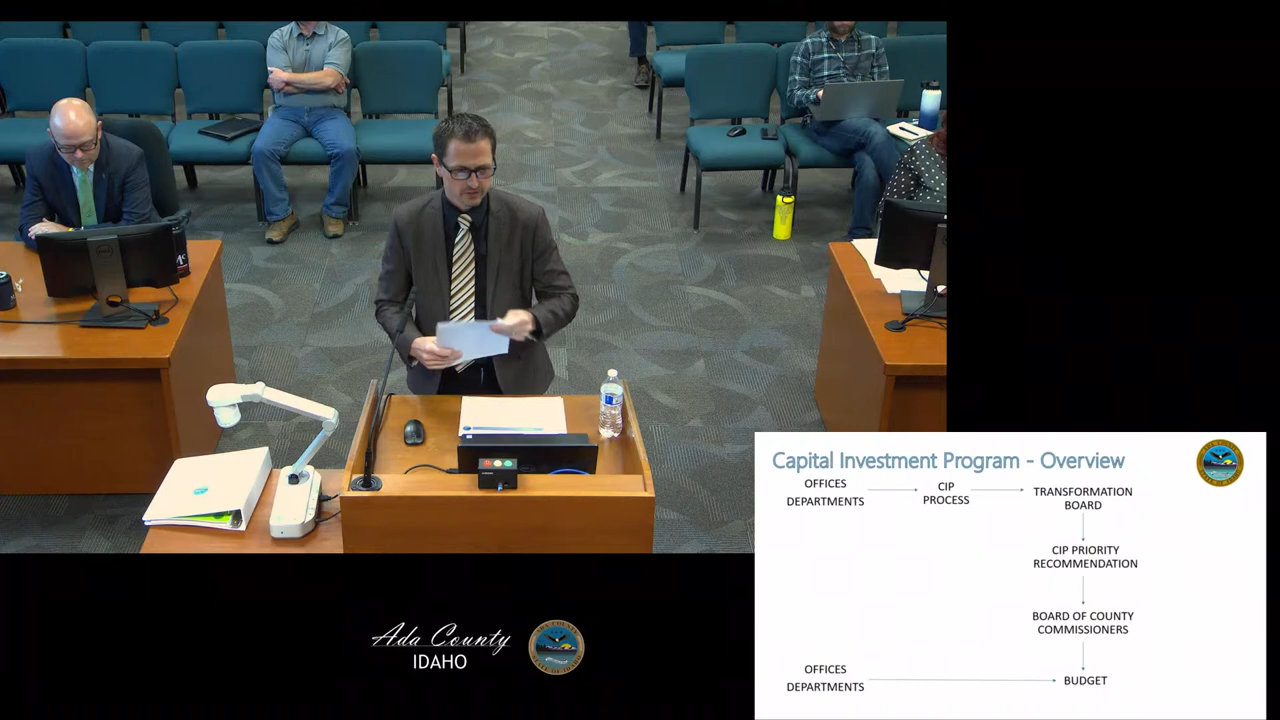 Capital Investment Program - Overview
OFFICES
DEPARTMENTS
CIP
PROCESS
TRANSFORMATION
BOARD
CIP PRIORITY
RECOMMENDATION
BOARD OF COUNTY
COMMISSIONERS
OFFICES
DEPARTMENTS
BUDGET
Ada County
IDAHO